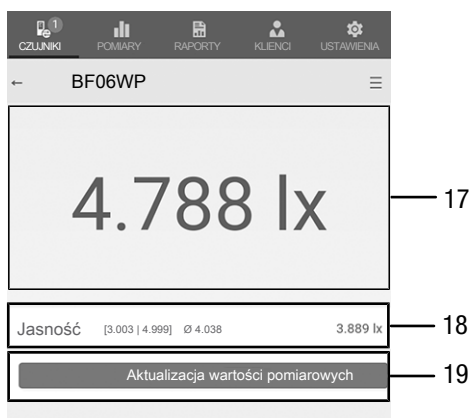 1
CZUJNIKI POMIARY RAPORTY KLIENCI USTAWIENIA
← BF06WP ☰
4.788 lx
17
Jasność [3.003 | 4.999] Ø 4.038 3.889 lx
18
Aktualizacja wartości pomiarowych
19